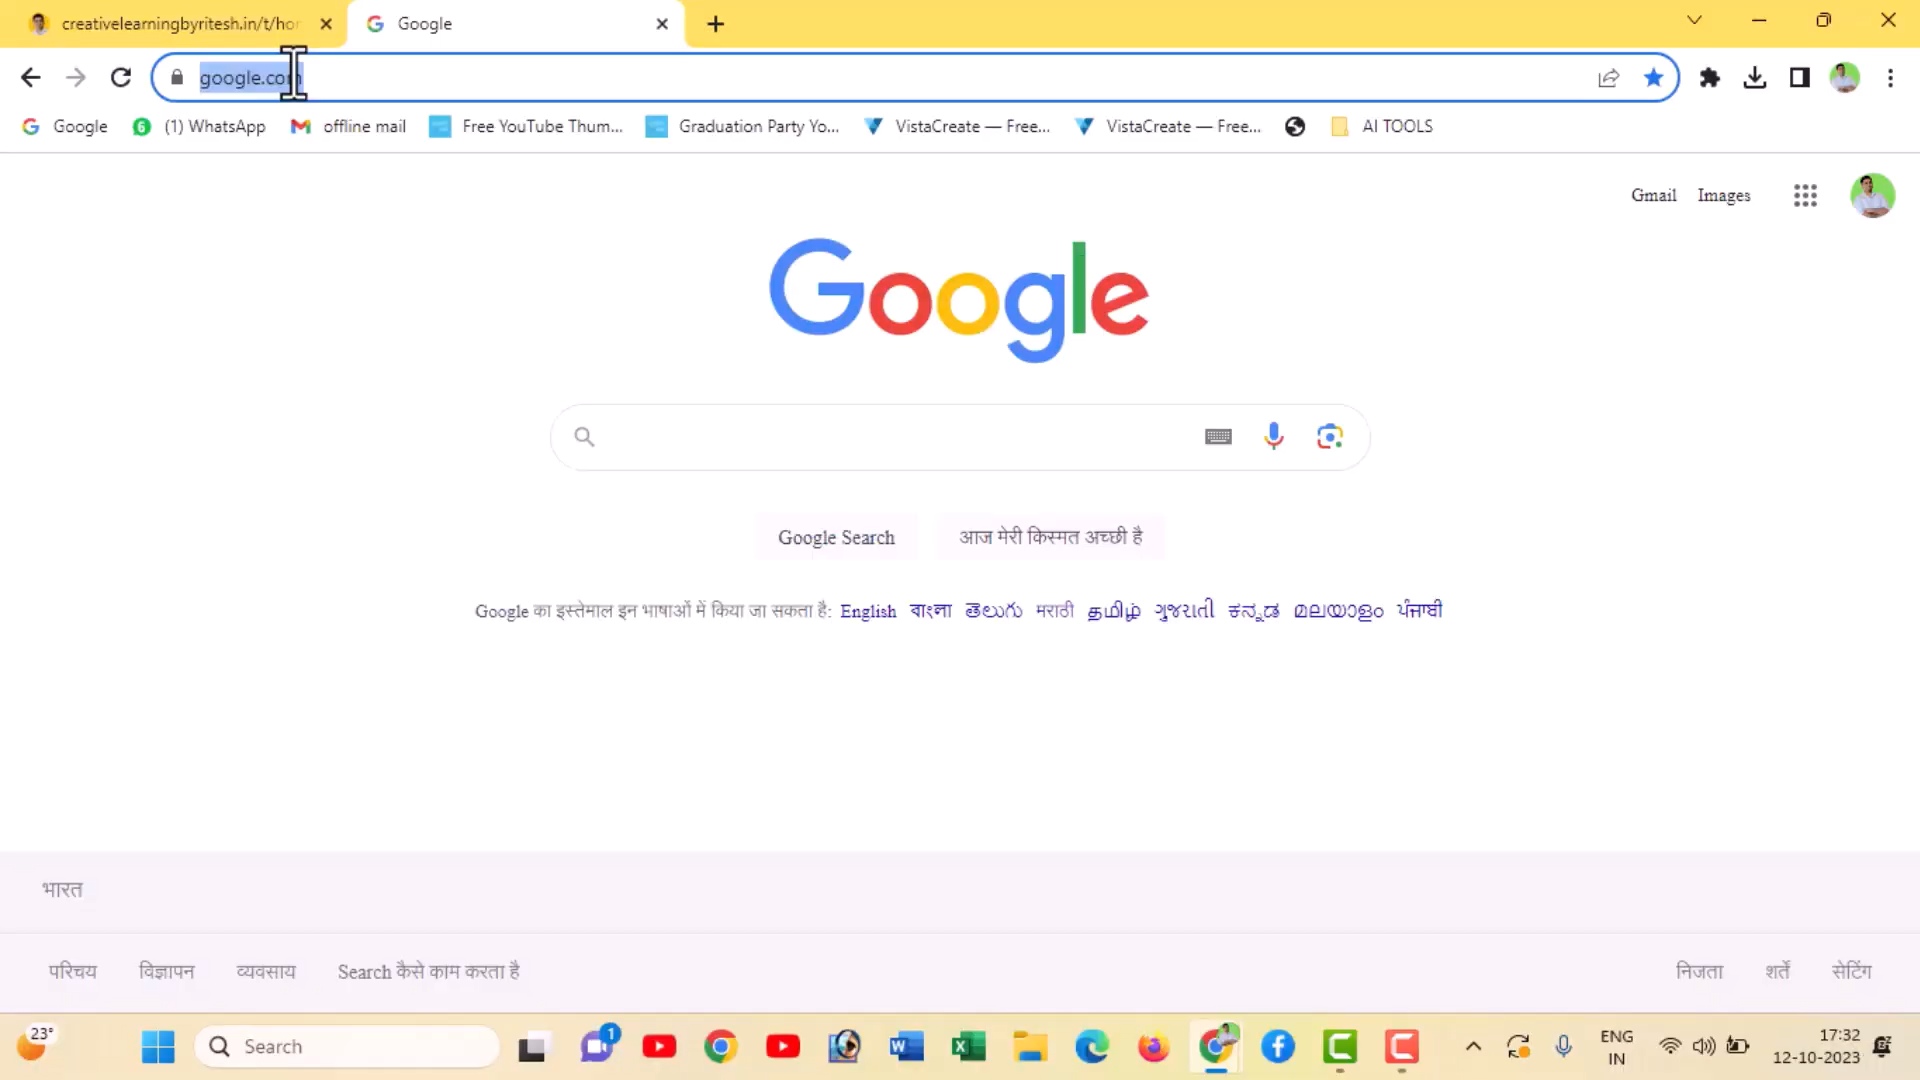 creativelearningbyritesh.in/t/hor
Google
google.com
Google
(1) WhatsApp
offline mail
Free YouTube Thum...
Graduation Party Yo...
VistaCreate — Free...
VistaCreate — Free...
AI TOOLS
Gmail Images
Google
Google Search
आज मेरी किस्मत अच्छी है
Google का इस्तेमाल इन भाषाओं में किया जा सकता है: English বাংলা తెలుగు मराठी தமிழ் ગુજરાતી ಕನ್ನಡ മലയാളം ਪੰਜਾਬੀ
भारत
परिचय विज्ञापन व्यवसाय Search कैसे काम करता है
निजता शर्तें सेटिंग
23°
Search
1
ENG
IN
17:32
12-10-2023